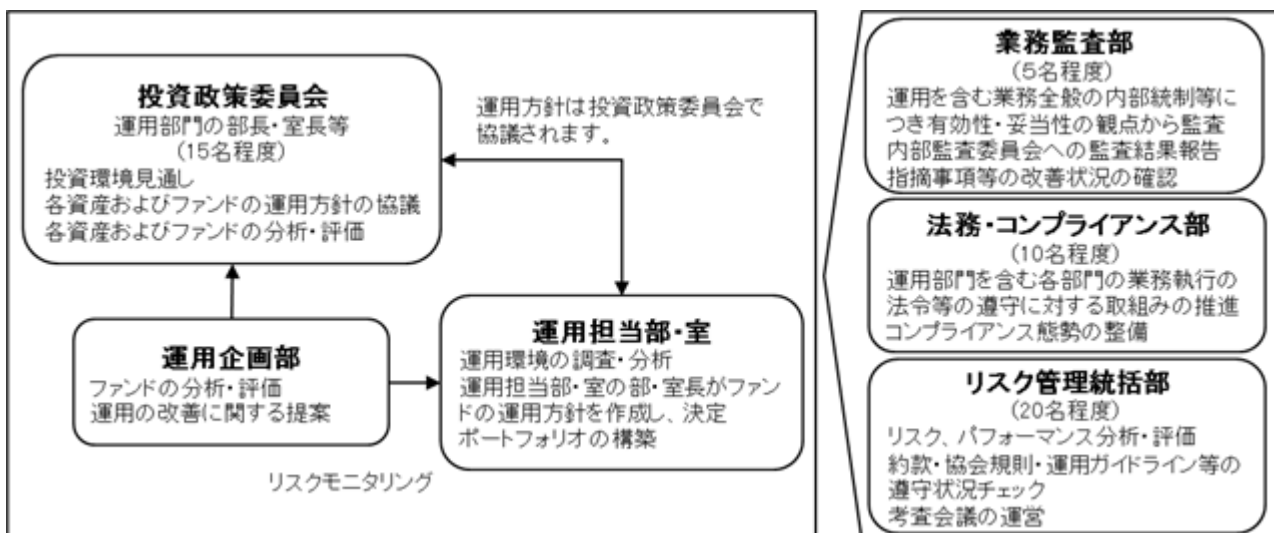 投資政策委員会
運用部門の部長・室長等
(15名程度)
投資環境見通し
各資産およびファンドの運用方針の協議
各資産およびファンドの分析・評価
運用方針は投資政策委員会で
協議されます。
運用企画部
ファンドの分析・評価
運用の改善に関する提案
運用担当部・室
運用環境の調査・分析
運用担当部・室の部・室長がファン
ドの運用方針を作成し、決定
ポートフォリオの構築
リスクモニタリング
業務監査部
(5名程度)
運用を含む業務全般の内部統制等に
つき有効性・妥当性の観点から監査
内部監査委員会への監査結果報告
指摘事項等の改善状況の確認
法務・コンプライアンス部
(10名程度)
運用部門を含む各部門の業務執行の
法令等の遵守に対する取組みの推進
コンプライアンス態勢の整備
リスク管理統括部
(20名程度)
リスク、パフォーマンス分析・評価
約款・協会規則・運用ガイドライン等の
遵守状況チェック
考査会議の運営